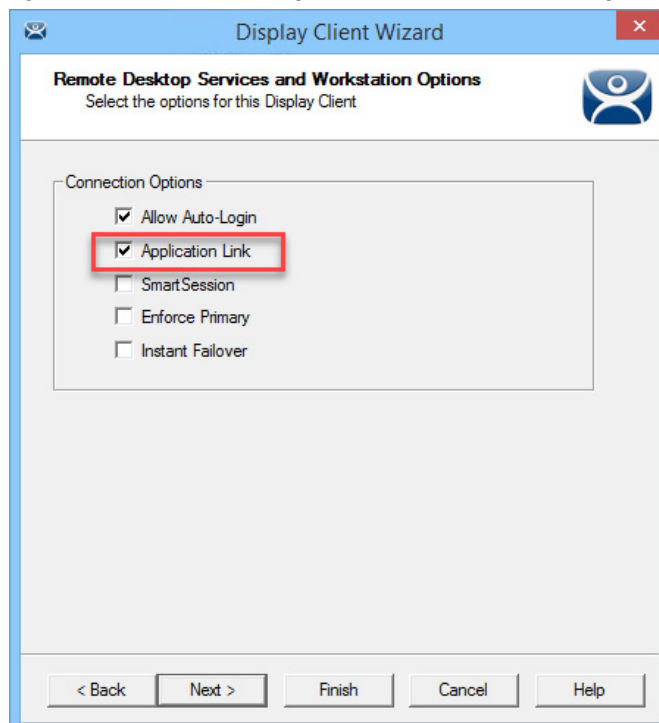 Display Client Wizard
Remote Desktop Services and Workstation Options
Select the options for this Display Client
Connection Options
Allow Auto-Login
Application Link
SmartSession
Enforce Primary
Instant Failover
< Back Next > Finish Cancel Help